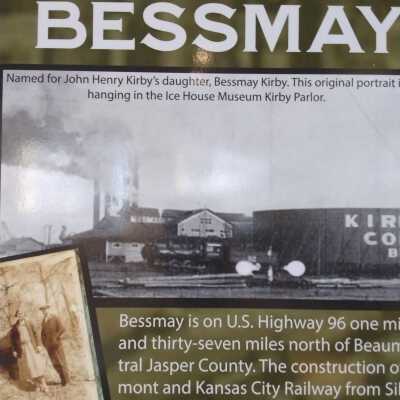 BESSMAY
Named for John Henry Kirby's daughter, Bessmay Kirby. This original portrait i
hanging in the Ice House Museum Kirby Parlor.
KIR
CO
B
Bessmay is on U.S. Highway 96 one mi
and thirty-seven miles north of Beaum
tral Jasper County. The construction o
mont and Kansas City Railway from Sil